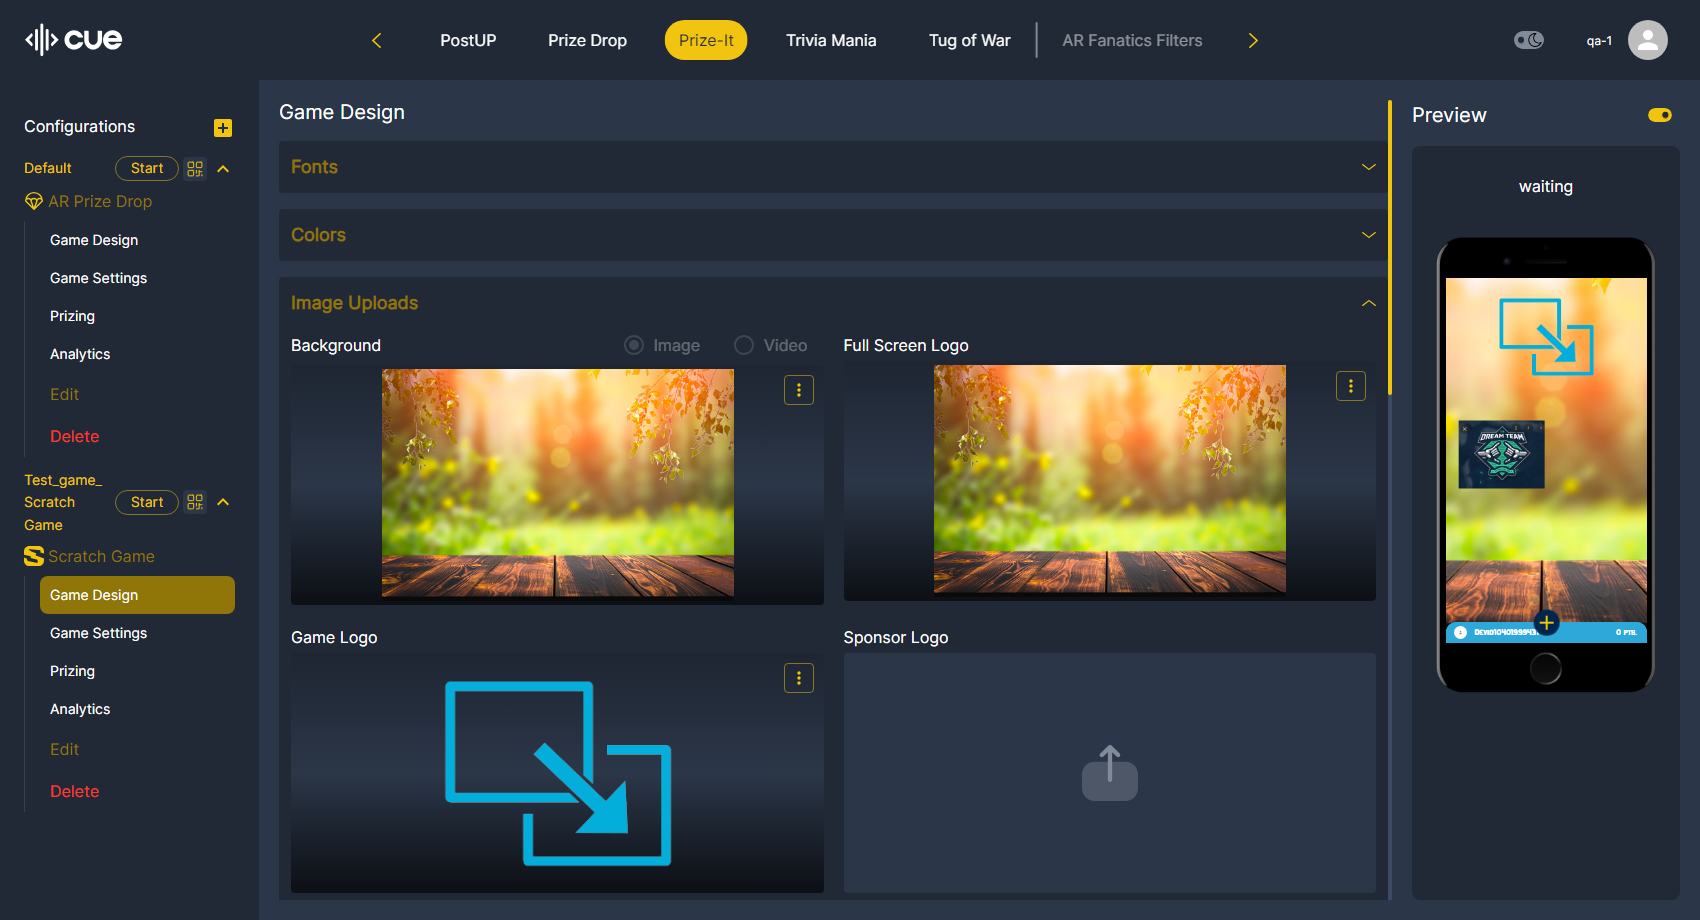 cue
PostUP
Prize Drop
Prize-It
Trivia Mania
Tug of War
AR Fanatics Filters
qa-1
Configurations
Default
Start
AR Prize Drop
Game Design
Game Settings
Prizing
Analytics
Edit
Delete
Test_game_
Scratch
Game
Start
Scratch Game
Game Design
Game Settings
Prizing
Analytics
Edit
Delete
Game Design
Fonts
Colors
Image Uploads
Background
Image
Video
Full Screen Logo
Game Logo
Sponsor Logo
Preview
waiting
DREAM TEAM
0 PTS.